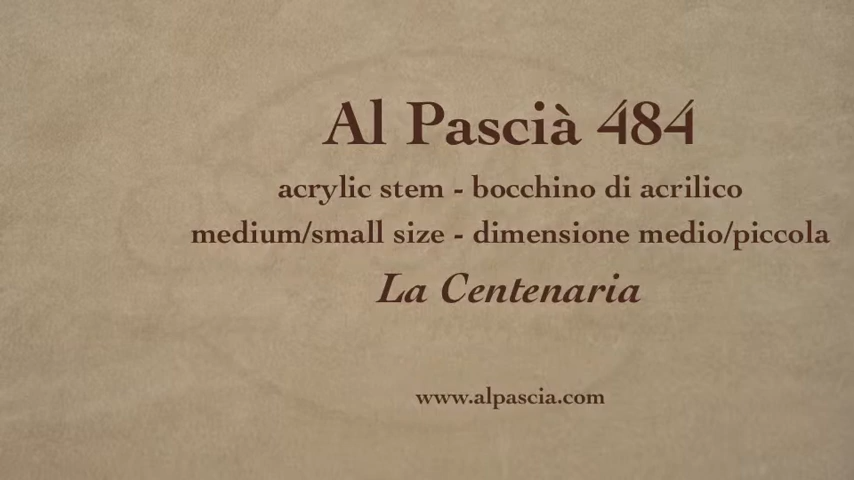 Al Pascià 484
acrylic stem - bocchino di acrilico
medium/small size - dimensione medio/piccola
La Centenaria
www.alpascia.com